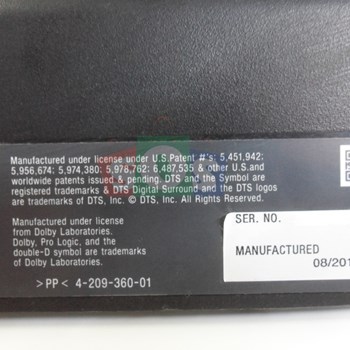 Manufactured under license under U.S.Patent #'s: 5,451,942;
5,956,674; 5,974,380; 5,978,762; 6,487,535 & other U.S.and
worldwide patents issued & pending. DTS and the Symbol are
registered trademarks & DTS Digital Surround and the DTS logos
are trademarks of DTS, Inc. © DTS, Inc. All Rights Reserved.
Manufactured under license
from Dolby Laboratories.
Dolby, Pro Logic, and the
double-D symbol are trademarks
of Dolby Laboratories.
> PP < 4-209-360-01
SER. NO.
MANUFACTURED
08/201